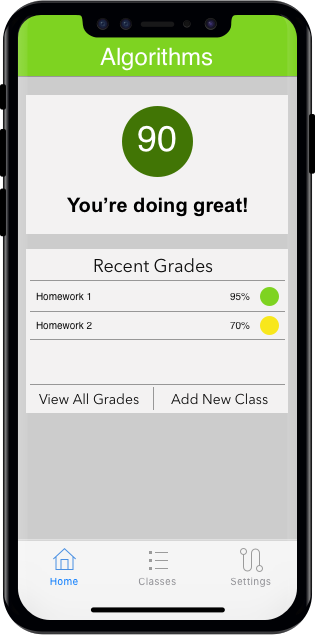 Algorithms
90
You're doing great!
Recent Grades
Homework 1 95%
Homework 2 70%
View All Grades Add New Class
Home Classes Settings